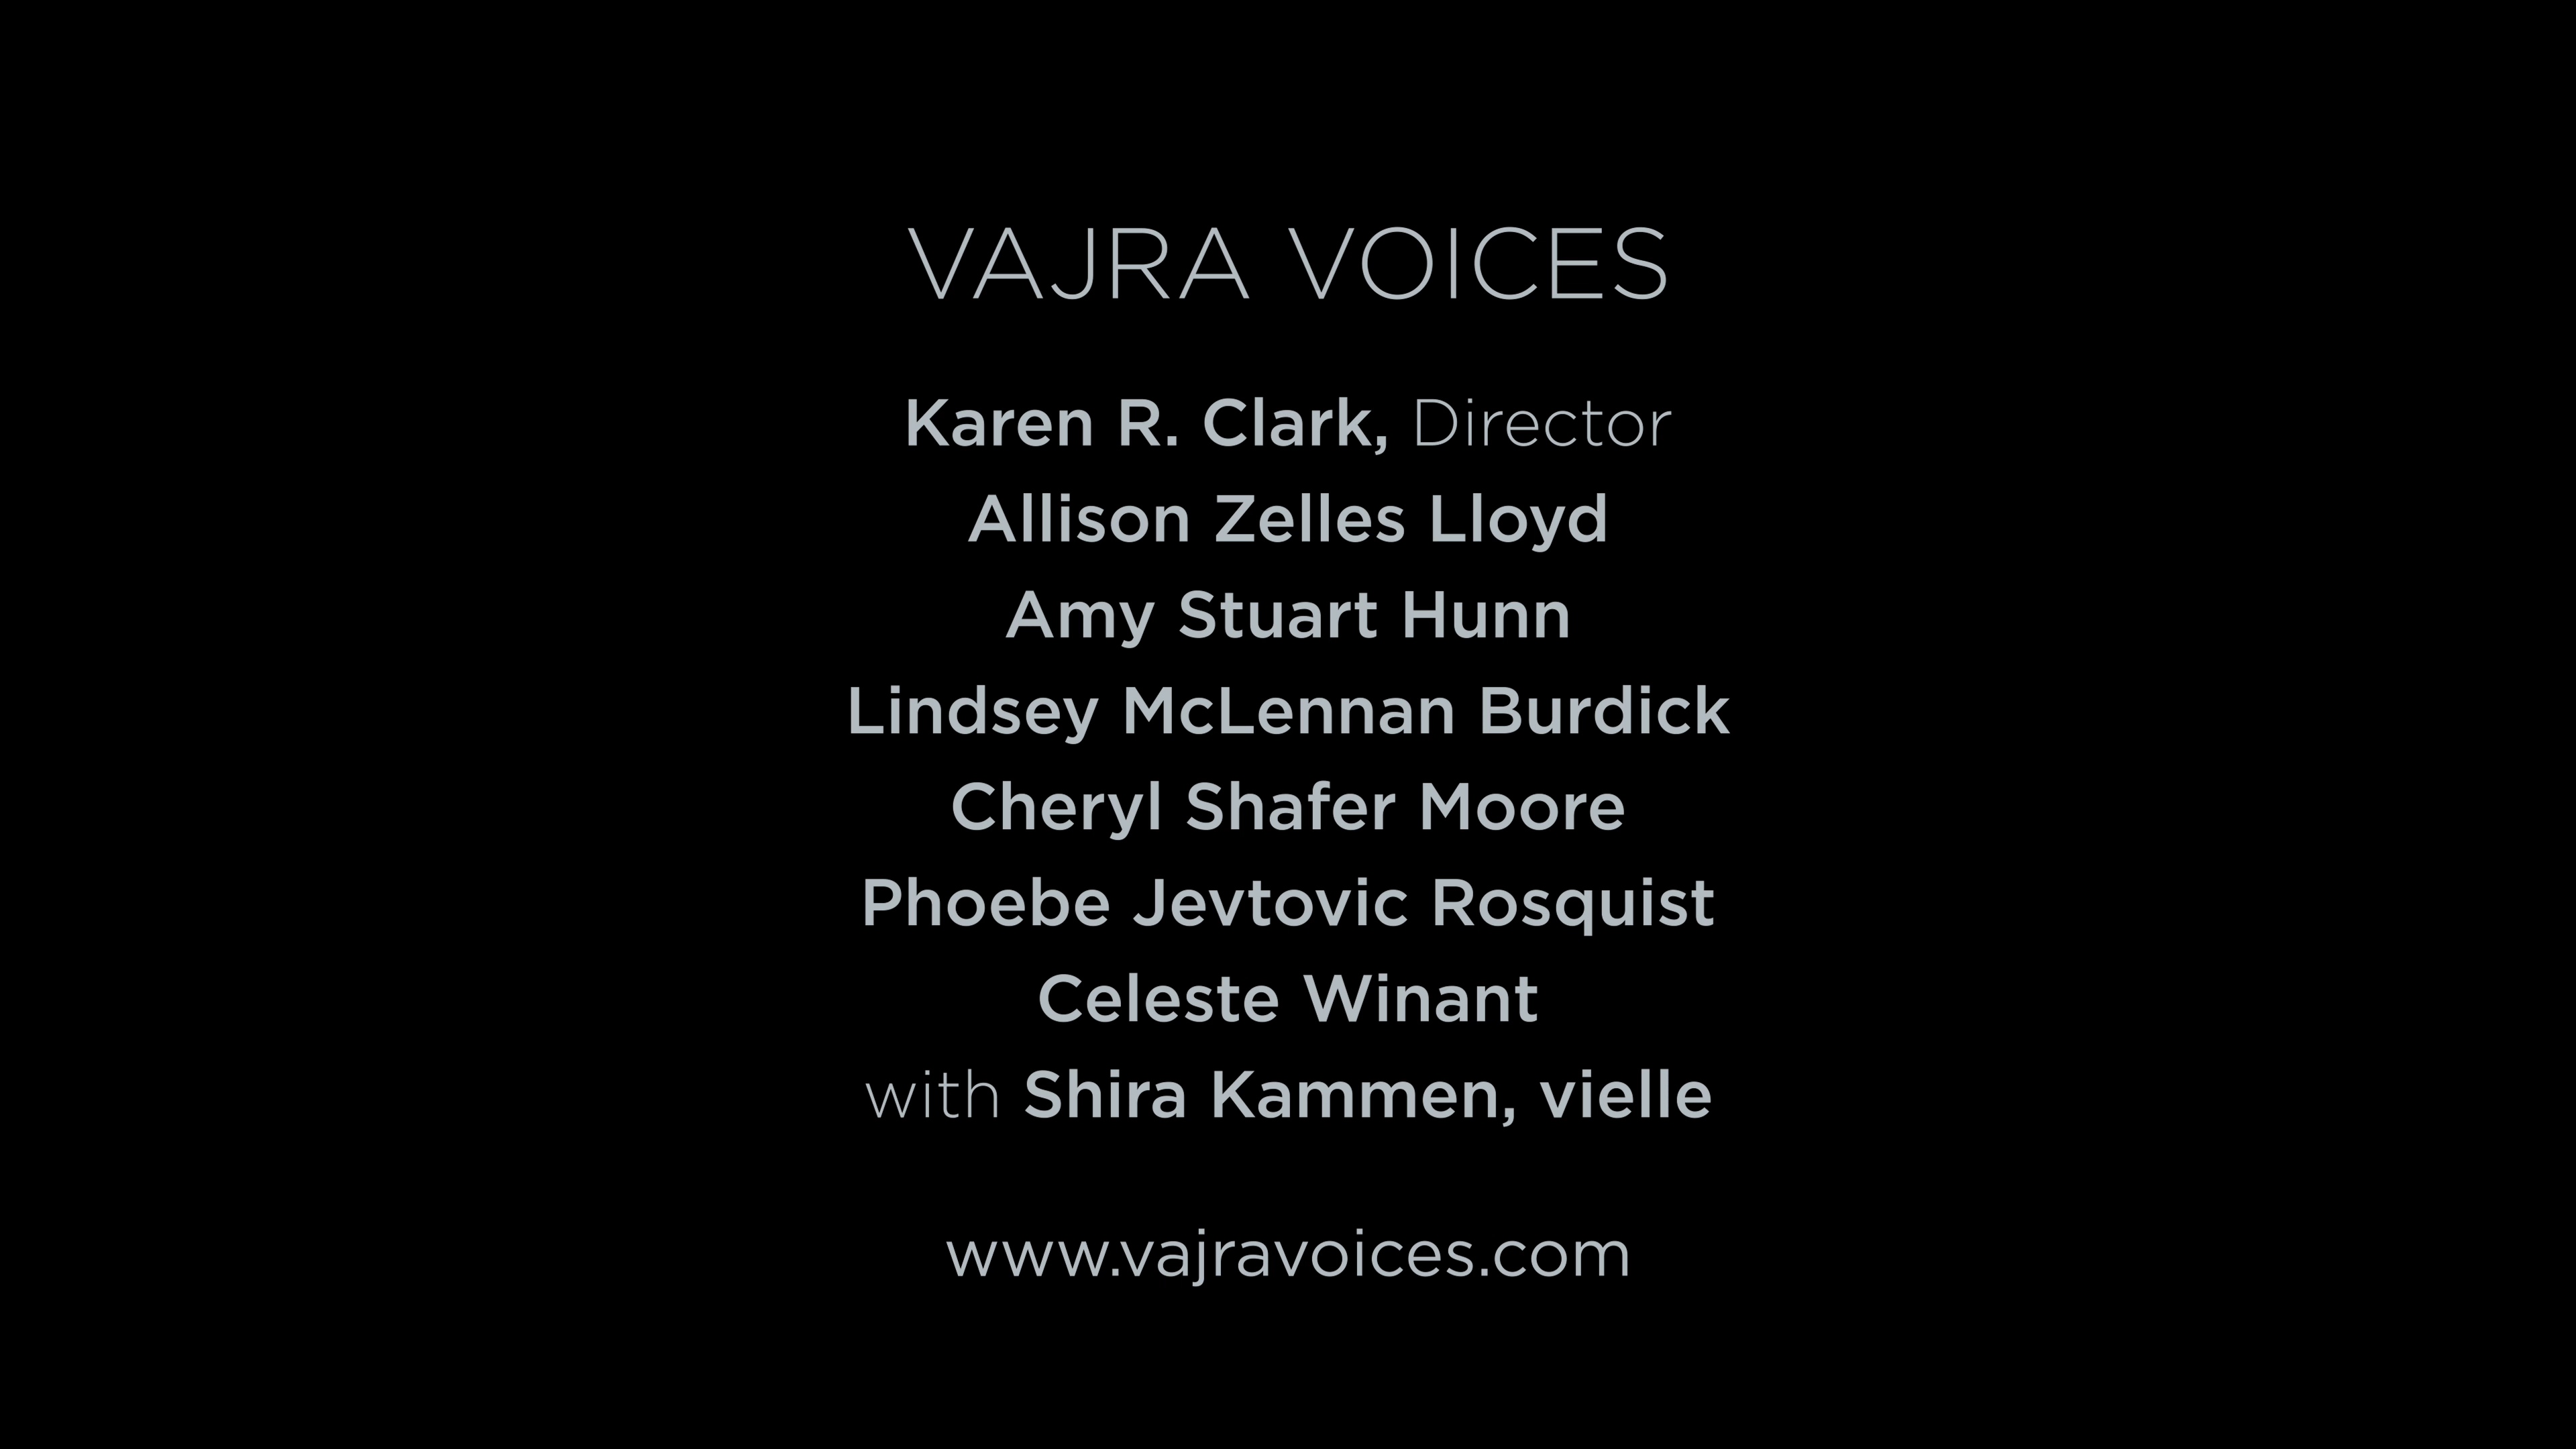 VAJRA VOICES
Karen R. Clark, Director
Allison Zelles Lloyd
Amy Stuart Hunn
Lindsey McLennan Burdick
Cheryl Shafer Moore
Phoebe Jevtovic Rosquist
Celeste Winant
with Shira Kammen, vielle
www.vajravoices.com